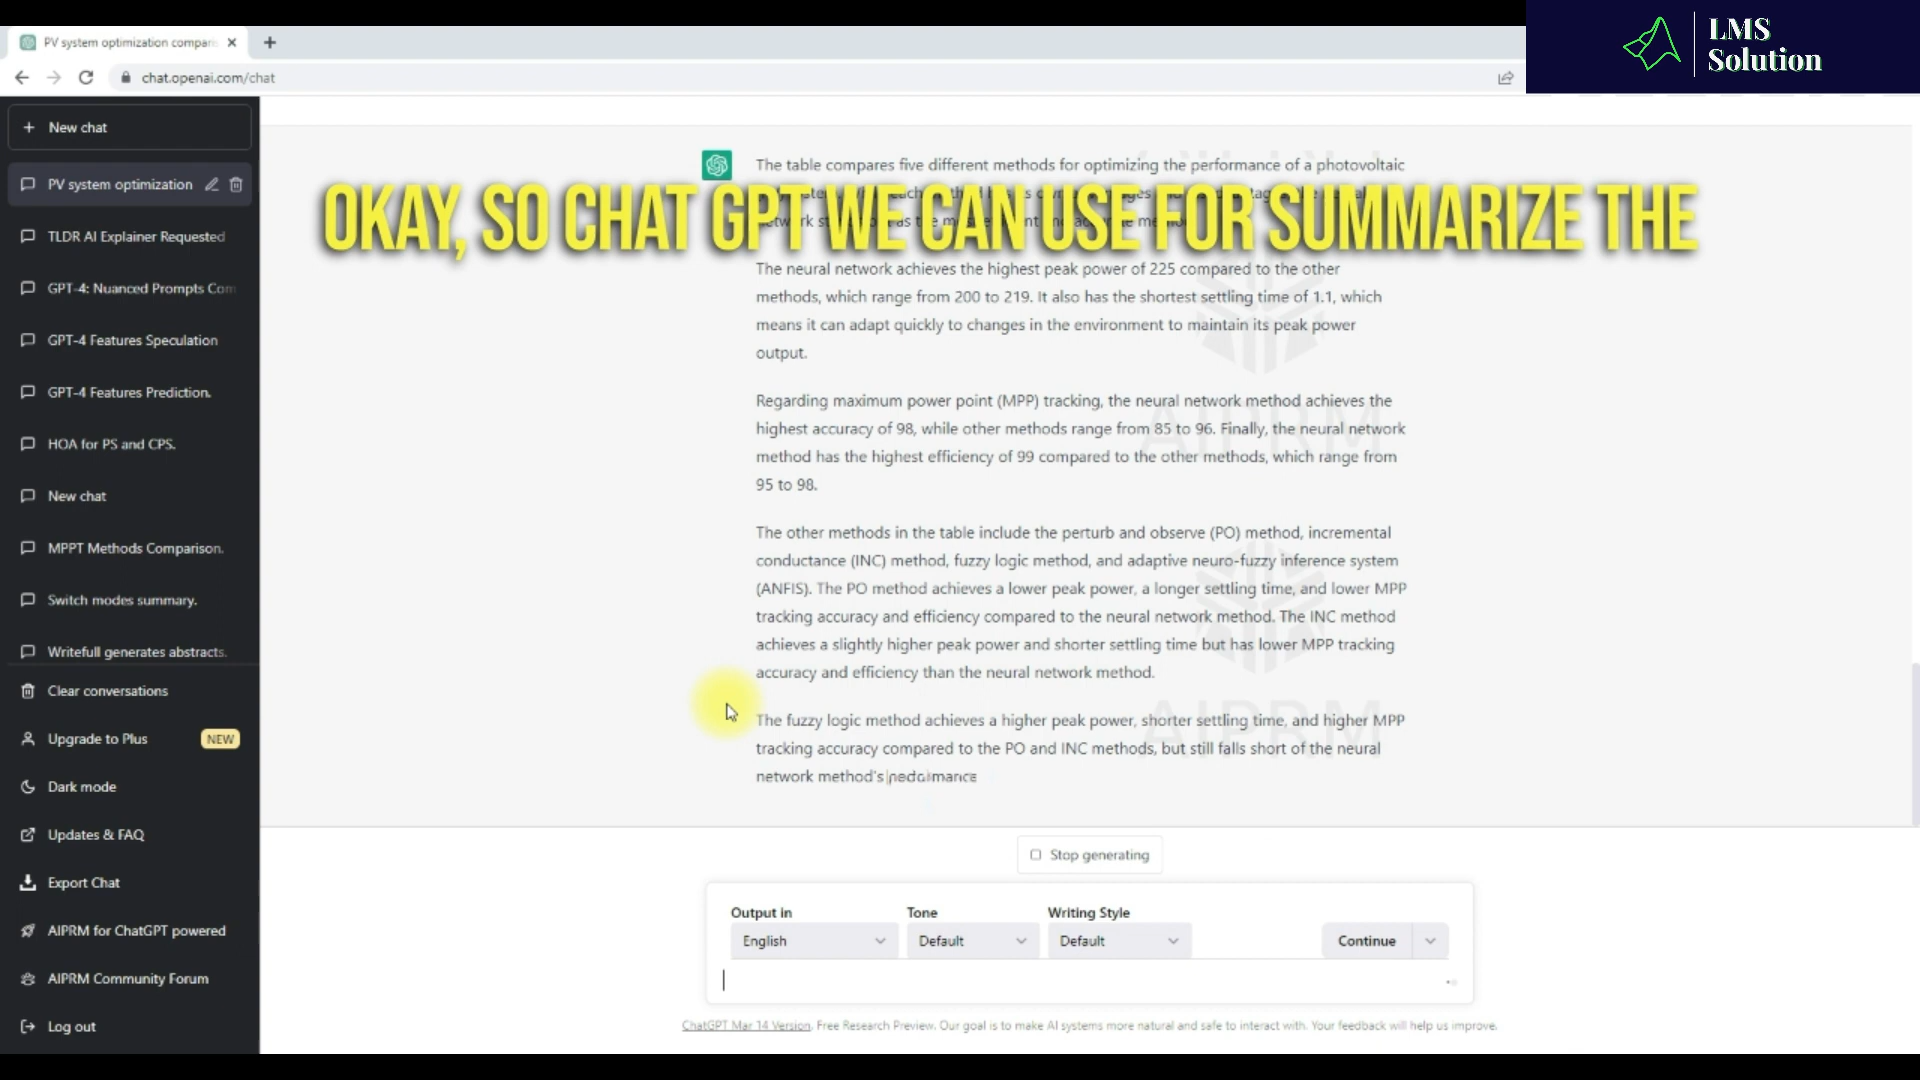 PV system optimization compari
chat.openai.com/chat
LMS
Solution
New chat
PV system optimization
TLDR AI Explainer Requested
GPT-4: Nuanced Prompts Com
GPT-4 Features Speculation
GPT-4 Features Prediction.
HOA for PS and CPS.
New chat
MPPT Methods Comparison.
Switch modes summary.
Writefull generates abstracts.
Clear conversations
Upgrade to Plus NEW
Dark mode
Updates & FAQ
Export Chat
AIPRM for ChatGPT powered
AIPRM Community Forum
Log out
The table compares five different methods for optimizing the performance of a photovoltaic
OKAY, SO CHAT GPT WE CAN USE FOR SUMMARIZE THE
The neural network achieves the highest peak power of 225 compared to the other
methods, which range from 200 to 219. It also has the shortest settling time of 1.1, which
means it can adapt quickly to changes in the environment to maintain its peak power
output.
Regarding maximum power point (MPP) tracking, the neural network method achieves the
highest accuracy of 98, while other methods range from 85 to 96. Finally, the neural network
method has the highest efficiency of 99 compared to the other methods, which range from
95 to 98.
The other methods in the table include the perturb and observe (PO) method, incremental
conductance (INC) method, fuzzy logic method, and adaptive neuro-fuzzy inference system
(ANFIS). The PO method achieves a lower peak power, a longer settling time, and lower MPP
tracking accuracy and efficiency compared to the neural network method. The INC method
achieves a slightly higher peak power and shorter settling time but has lower MPP tracking
accuracy and efficiency than the neural network method.
The fuzzy logic method achieves a higher peak power, shorter settling time, and higher MPP
tracking accuracy compared to the PO and INC methods, but still falls short of the neural
network method's
AIPRM
AIPRM
Stop generating
Output in Tone Writing Style
English Default Default Continue
ChatGPT Mar 14 Version. Free Research Preview. Our goal is to make AI systems more natural and safe to interact with. Your feedback will help us improve.